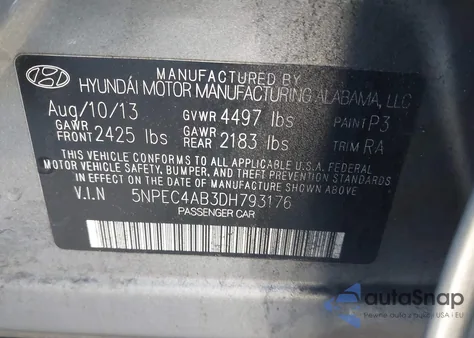 MANUFACTURED BY
HYUNDAI MOTOR MANUFACTURING ALABAMA, LLC
Aug/10/13 GVWR 4497 lbs PAINT P3
GAWR FRONT 2425 lbs GAWR REAR 2183 lbs TRIM RA
THIS VEHICLE CONFORMS TO ALL APPLICABLE U.S.A. FEDERAL
MOTOR VEHICLE SAFETY, BUMPER, AND THEFT PREVENTION
STANDARDS IN EFFECT ON THE DATE OF MANUFACTURE SHOWN ABOVE.
V.I.N 5NPEC4AB3DH793176
PASSENGER CAR
autoSnap